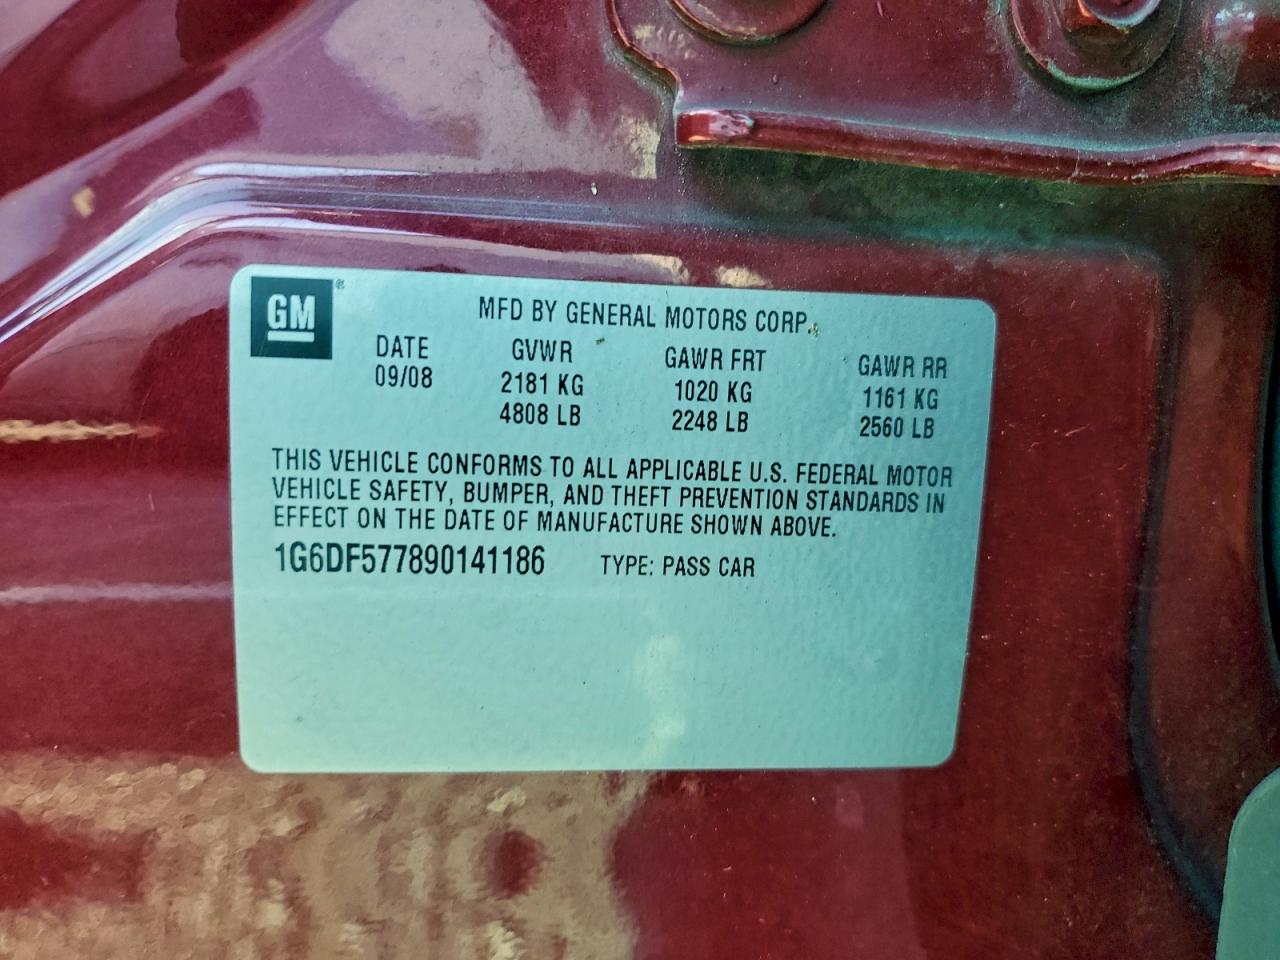 GM®
MFD BY GENERAL MOTORS CORP.
DATE GVWR GAWR FRT GAWR RR
09/08 2181 KG 1020 KG 1161 KG
4808 LB 2248 LB 2560 LB
THIS VEHICLE CONFORMS TO ALL APPLICABLE U.S. FEDERAL MOTOR
VEHICLE SAFETY, BUMPER, AND THEFT PREVENTION STANDARDS IN
EFFECT ON THE DATE OF MANUFACTURE SHOWN ABOVE.
1G6DF577890141186 TYPE: PASS CAR